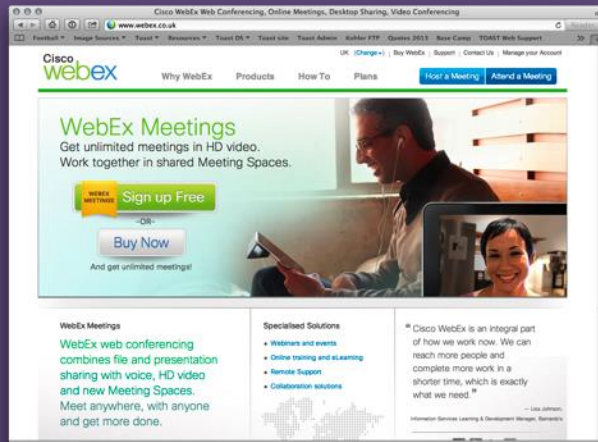 Cisco WebEx Web Conferencing, Online Meetings, Desktop Sharing, Video Conferencing
www.webex.co.uk
Reader
Football Image Sources Toast Resources Toast DS Toast site Toast Admin Kohler FTP Quotes 2013 Base Camp TOAST Web Support
UK (Change) | Buy WebEx | Support | Contact Us | Manage your Account
Cisco
webex
Why WebEx Products How To Plans
Host a Meeting Attend a Meeting
WebEx Meetings
Get unlimited meetings in HD video.
Work together in shared Meeting Spaces.
WEBEX
MEETINGS
Sign up Free
-OR-
Buy Now
And get unlimited meetings!
WebEx Meetings
WebEx web conferencing
combines file and presentation
sharing with voice, HD video
and new Meeting Spaces.
Meet anywhere, with anyone
and get more done.
Specialised Solutions
Webinars and events
Online training and eLearning
Remote Support
Collaboration solutions
" Cisco WebEx is an integral part
of how we work now. We can
reach more people and
complete more work in a
shorter time, which is exactly
what we need. "
— Lisa Johnson,
Information Services Learning & Development Manager, Barnardo's